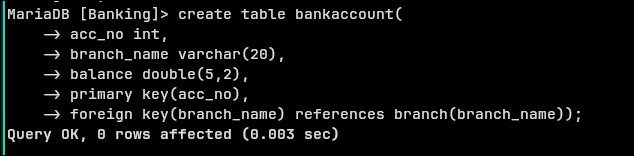 MariaDB [Banking]> create table bankaccount(
    -> acc_no int,
    -> branch_name varchar(20),
    -> balance double(5,2),
    -> primary key(acc_no),
    -> foreign key(branch_name) references branch(branch_name));
Query OK, 0 rows affected (0.003 sec)